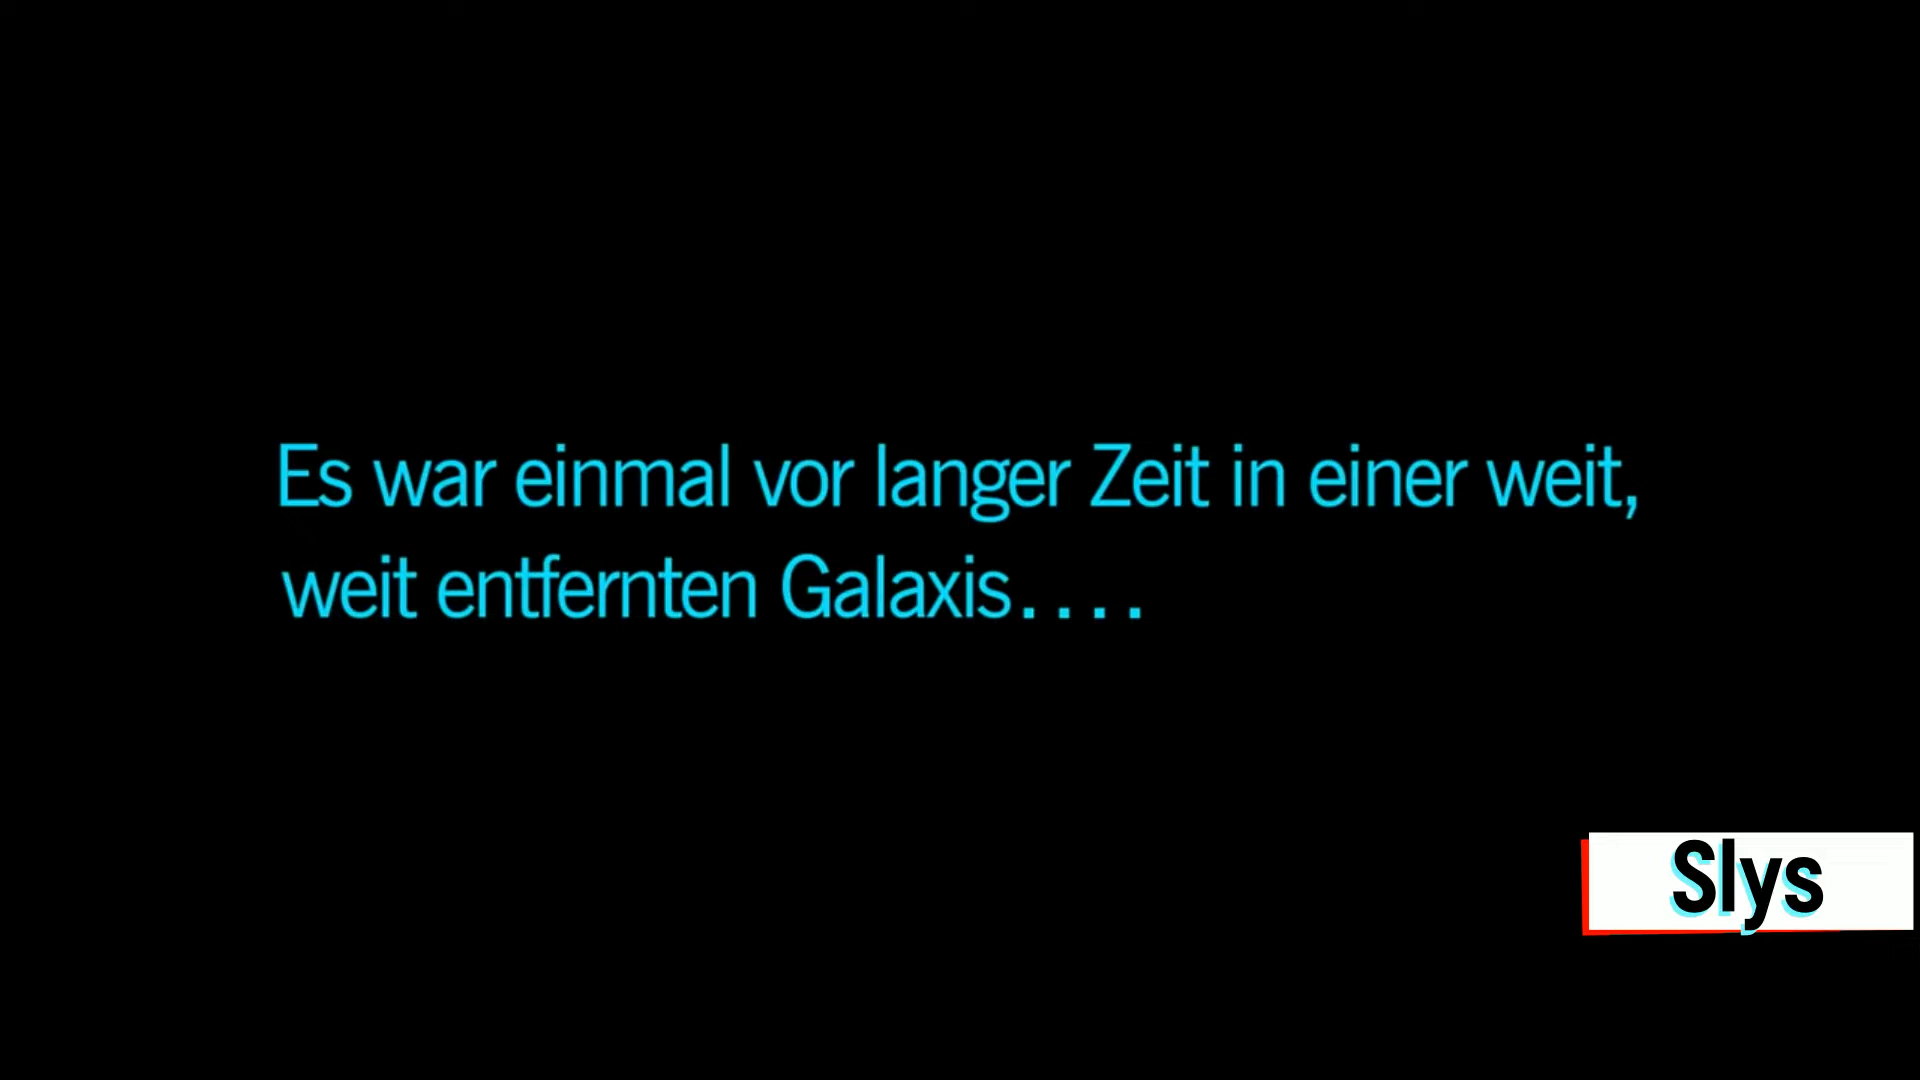 Es war einmal vor langer Zeit in einer weit,
weit entfernten Galaxis....
Slys